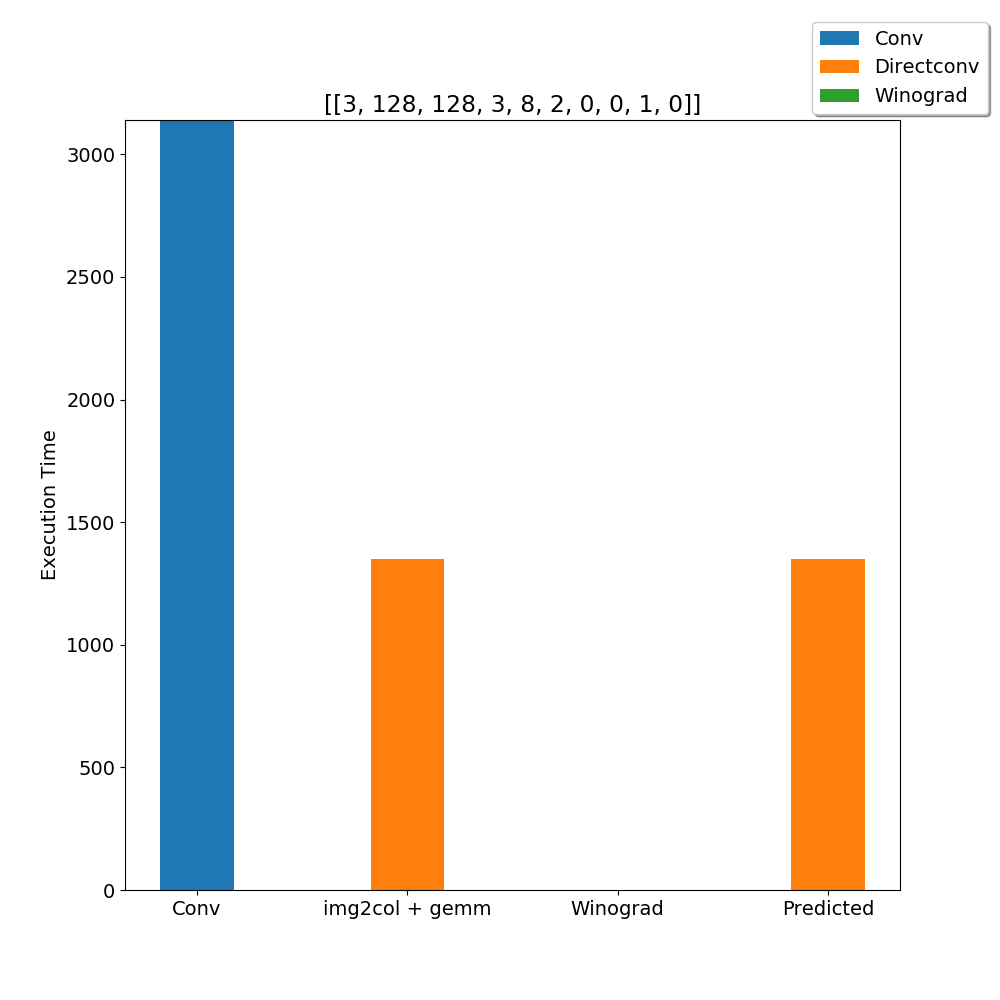 Conv
Directconv
Winograd
[[3, 128, 128, 3, 8, 2, 0, 0, 1, 0]]
3000
2500
2000
1500
1000
500
0
Execution Time
Conv img2col + gemm Winograd Predicted